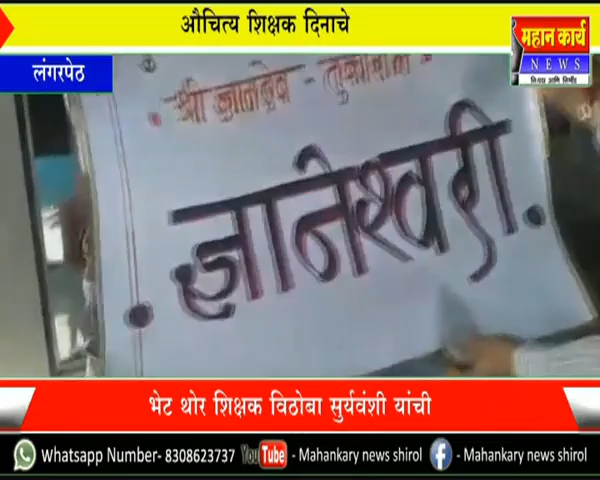 औचित्य शिक्षक दिनाचे
महान कार्य
NEWS
लंगरपेठ
श्री ज्ञानदेव - तुकाराम
ज्ञानेश्वरी
भेट थोर शिक्षक विठोबा सुर्यवंशी यांची
Whatsapp Number- 8308623737 YouTube - Mahankary news shirol f - Mahankary news shirol